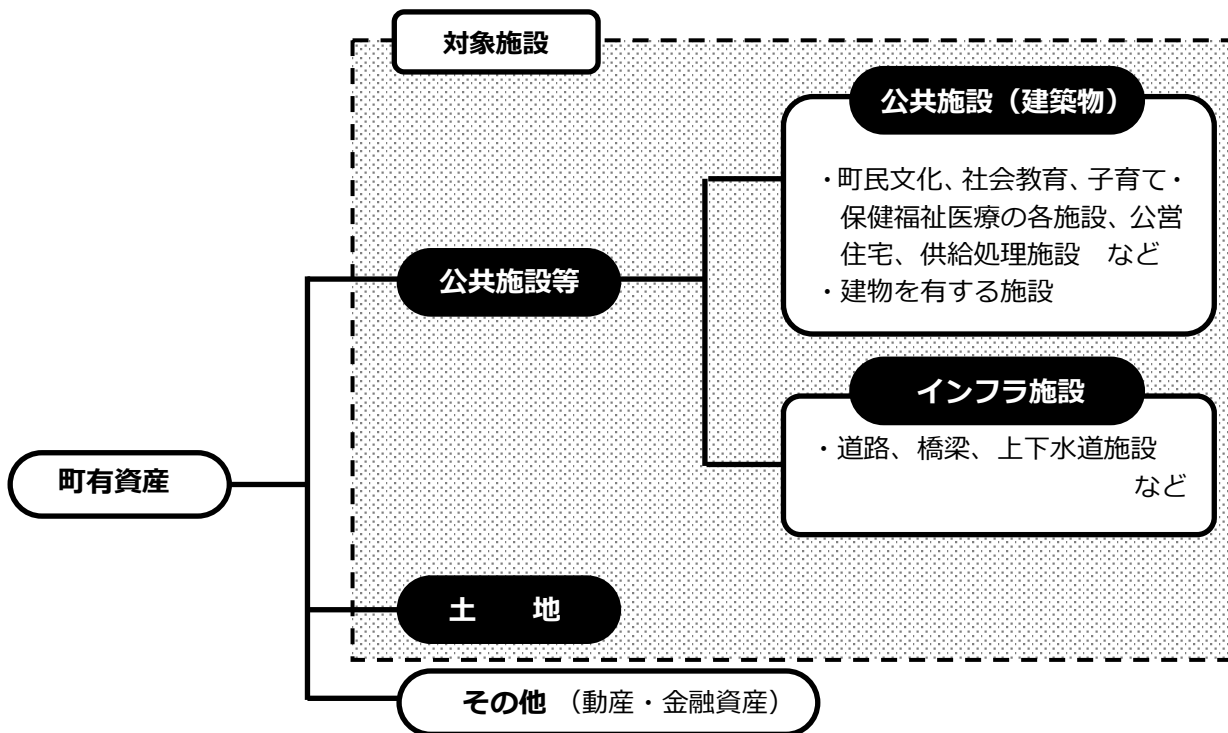 対象施設
公共施設（建築物）
・町民文化、社会教育、子育て・
保健福祉医療の各施設、公営
住宅、供給処理施設　など
・建物を有する施設
公共施設等
インフラ施設
・道路、橋梁、上下水道施設
など
町有資産
土　　地
その他（動産・金融資産）